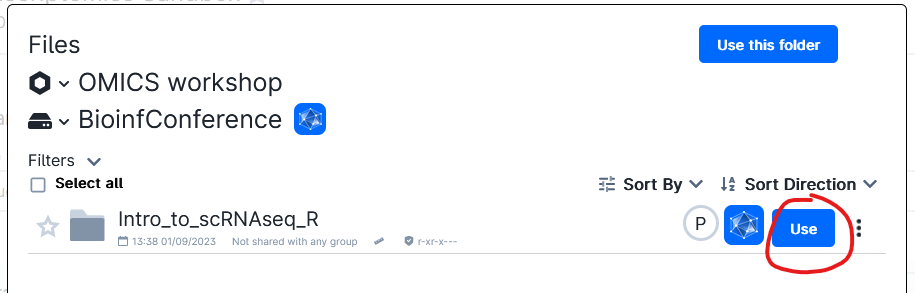 Files
Use this folder
OMICS workshop
BioinfConference
Filters
Select all
Sort By
Sort Direction
Intro_to_scRNAseq_R
P
Use
13:38 01/09/2023 Not shared with any group r-xr-x---